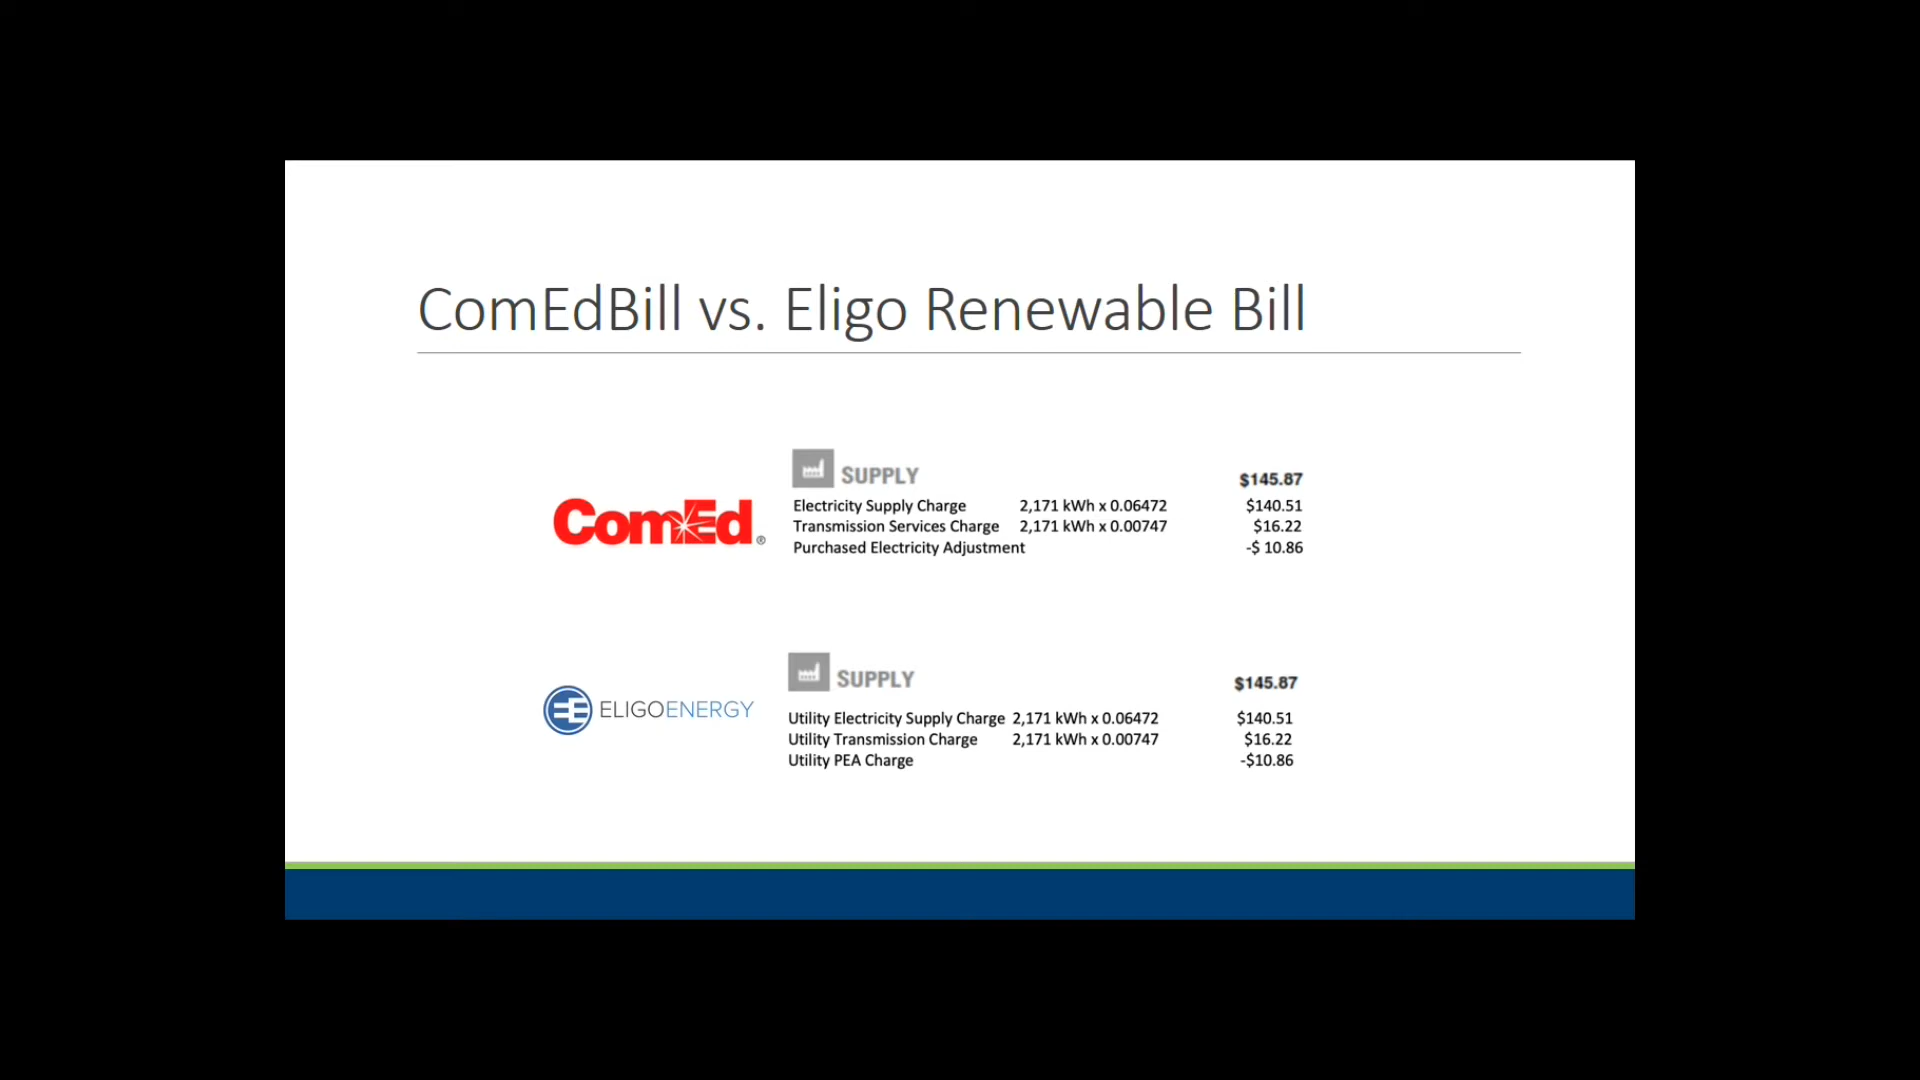 ComEdBill vs. Eligo Renewable Bill
SUPPLY $145.87
Electricity Supply Charge 2,171 kWh x 0.06472 $140.51
ComEd® Transmission Services Charge 2,171 kWh x 0.00747 $16.22
Purchased Electricity Adjustment -$ 10.86
SUPPLY $145.87
ELIGOENERGY
Utility Electricity Supply Charge 2,171 kWh x 0.06472 $140.51
Utility Transmission Charge 2,171 kWh x 0.00747 $16.22
Utility PEA Charge -$10.86